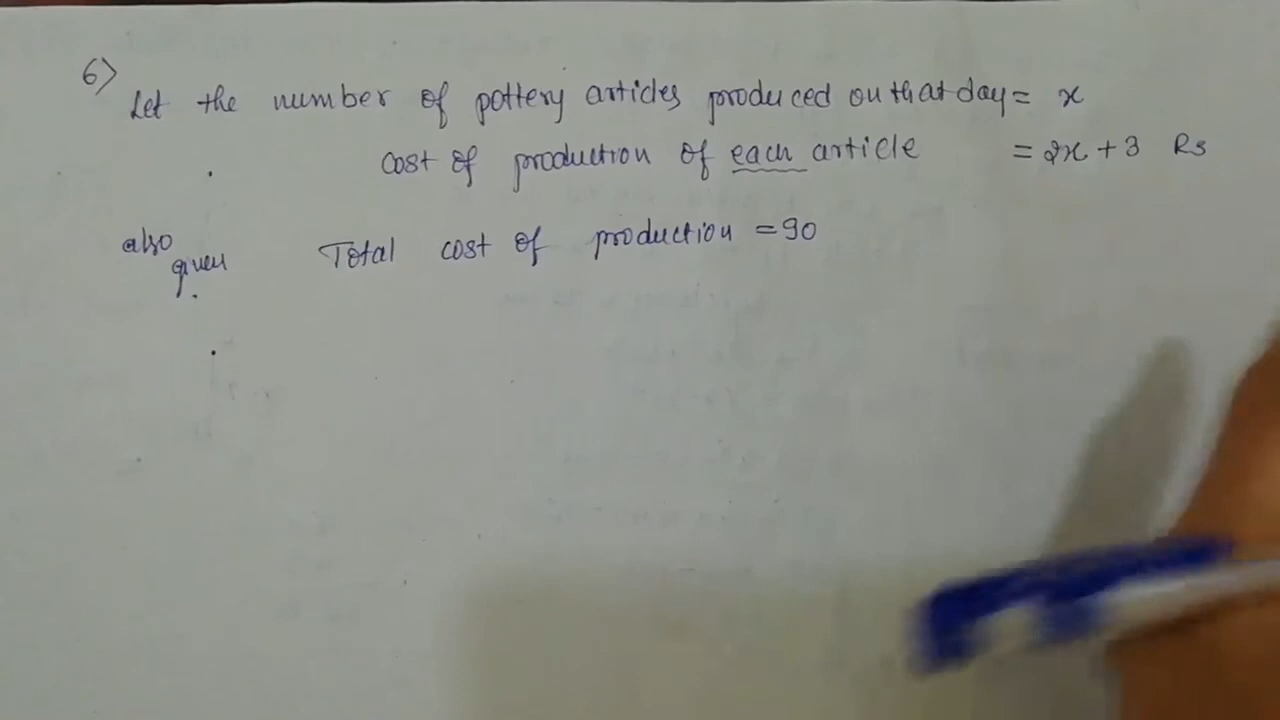 6)
Let the number of pottery articles produced on that day = x
cost of production of each article = 2x + 3 Rs
also given Total cost of production = 90